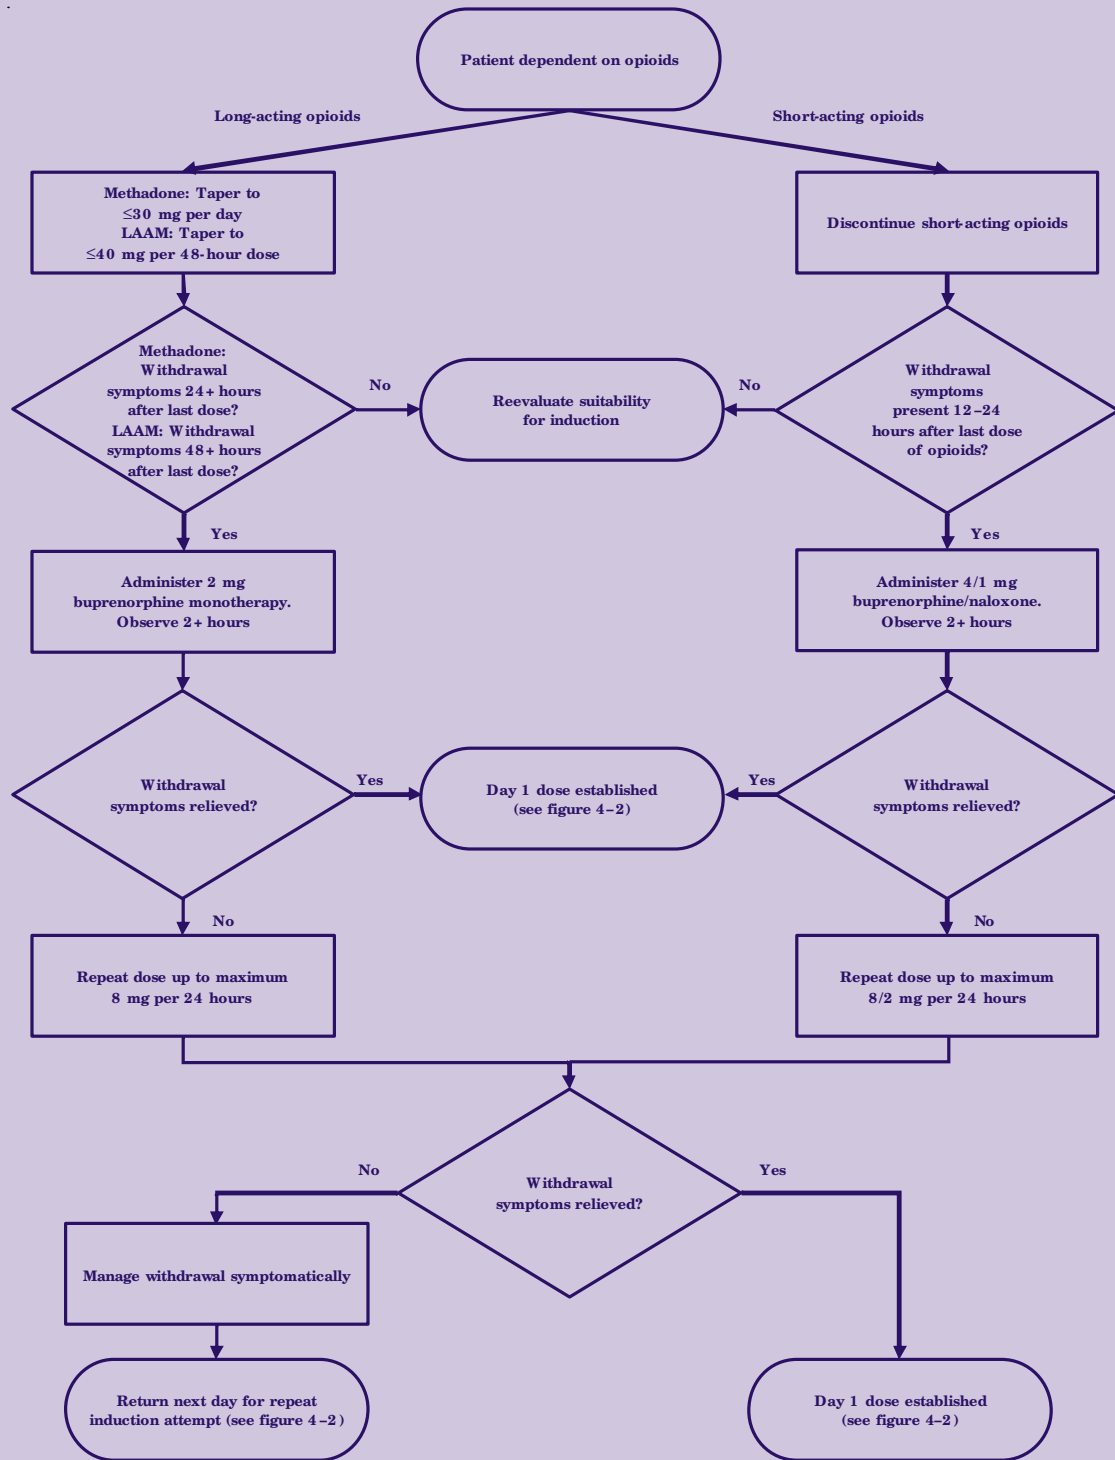 Patient dependent on opioids
Long-acting opioids
Short-acting opioids
Methadone: Taper to
≤30 mg per day
LAAM: Taper to
≤40 mg per 48-hour dose
Discontinue short-acting opioids
Methadone:
Withdrawal
symptoms 24+ hours
after last dose?
LAAM: Withdrawal
symptoms 48+ hours
after last dose?
No
Reevaluate suitability
for induction
No
Withdrawal
symptoms
present 12–24
hours after last dose
of opioids?
Yes
Yes
Administer 2 mg
buprenorphine monotherapy.
Observe 2+ hours
Administer 4/1 mg
buprenorphine/naloxone.
Observe 2+ hours
Withdrawal
symptoms relieved?
Yes
Day 1 dose established
(see figure 4–2)
Yes
Withdrawal
symptoms relieved?
No
No
Repeat dose up to maximum
8 mg per 24 hours
Repeat dose up to maximum
8/2 mg per 24 hours
No
Withdrawal
symptoms relieved?
Yes
Manage withdrawal symptomatically
Return next day for repeat
induction attempt (see figure 4–2)
Day 1 dose established
(see figure 4–2)